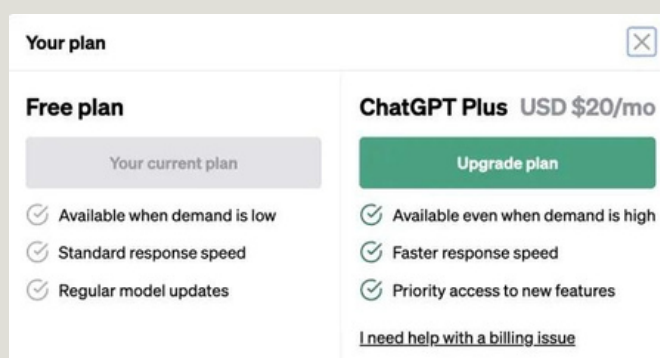 Your plan
Free plan
Your current plan
Available when demand is low
Standard response speed
Regular model updates
ChatGPT Plus USD $20/mo
Upgrade plan
Available even when demand is high
Faster response speed
Priority access to new features
I need help with a billing issue